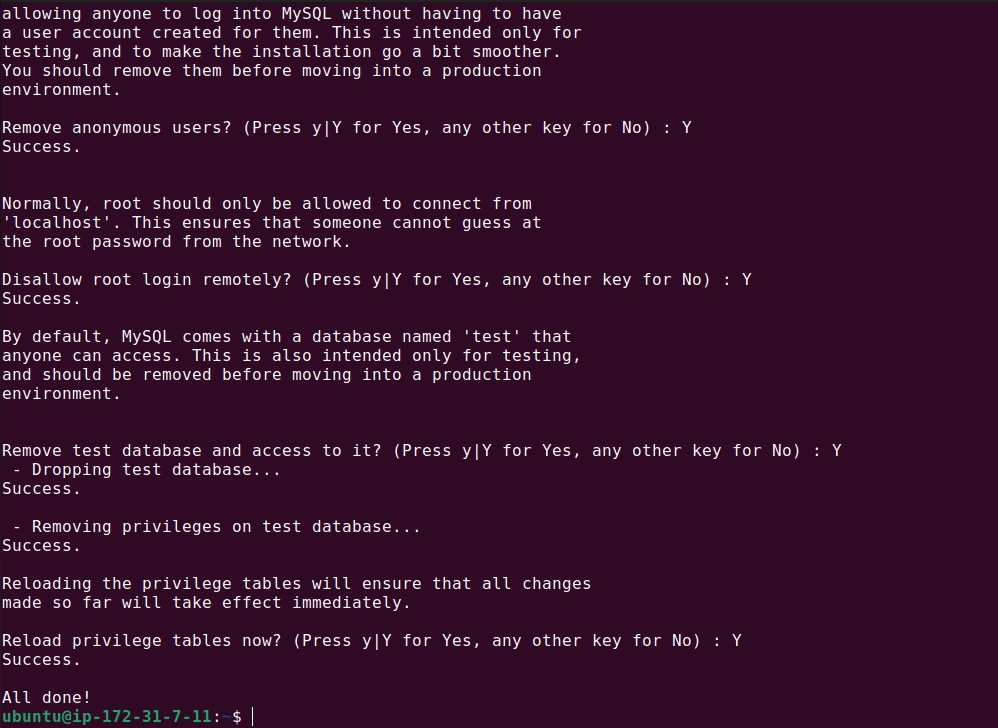 allowing anyone to log into MySQL without having to have
a user account created for them. This is intended only for
testing, and to make the installation go a bit smoother.
You should remove them before moving into a production
environment.
Remove anonymous users? (Press y|Y for Yes, any other key for No) : Y
Success.
Normally, root should only be allowed to connect from
'localhost'. This ensures that someone cannot guess at
the root password from the network.
Disallow root login remotely? (Press y|Y for Yes, any other key for No) : Y
Success.
By default, MySQL comes with a database named 'test' that
anyone can access. This is also intended only for testing,
and should be removed before moving into a production
environment.
Remove test database and access to it? (Press y|Y for Yes, any other key for No) : Y
 - Dropping test database...
Success.
 - Removing privileges on test database...
Success.
Reloading the privilege tables will ensure that all changes
made so far will take effect immediately.
Reload privilege tables now? (Press y|Y for Yes, any other key for No) : Y
Success.
All done!
ubuntu@ip-172-31-7-11:~$